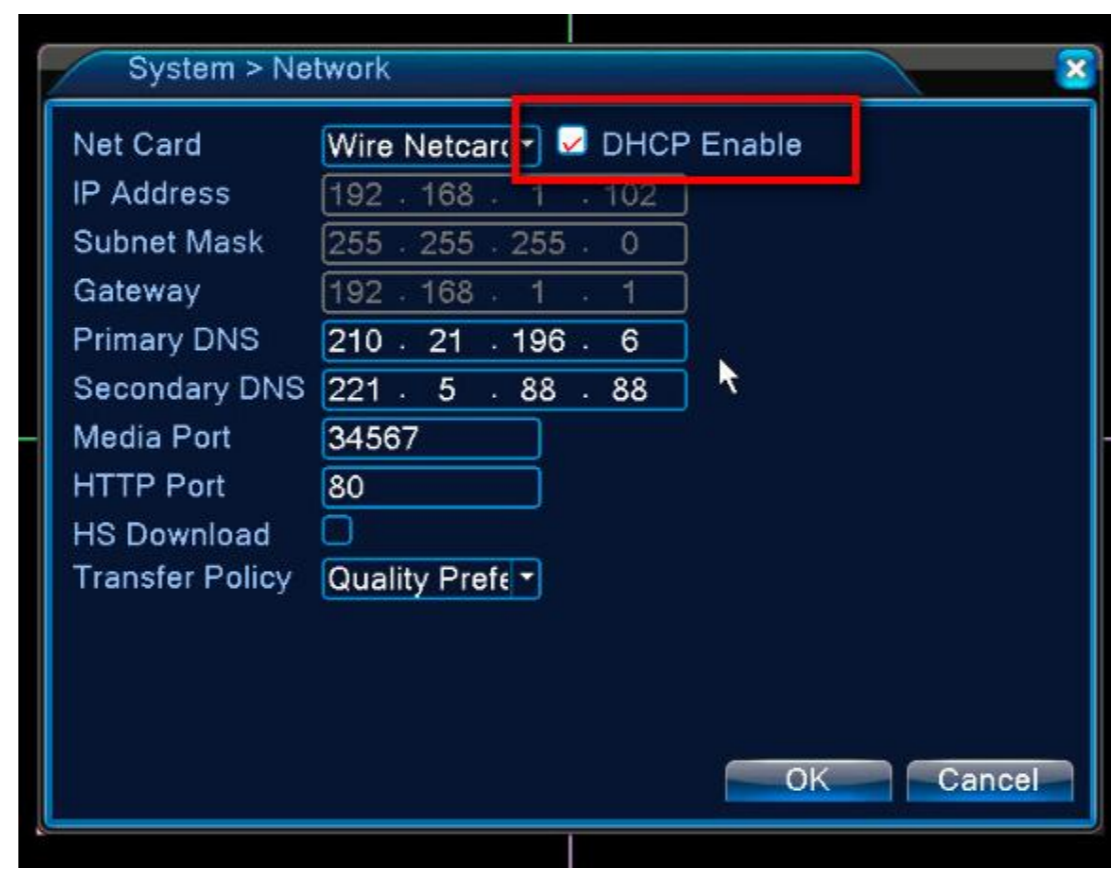 System > Network
Net Card Wire Netcarc DHCP Enable
IP Address 192 . 168 . 1 . 102
Subnet Mask 255 . 255 . 255 . 0
Gateway 192 . 168 . 1 . 1
Primary DNS 210 . 21 . 196 . 6
Secondary DNS 221 . 5 . 88 . 88
Media Port 34567
HTTP Port 80
HS Download
Transfer Policy Quality Prefe
OK Cancel